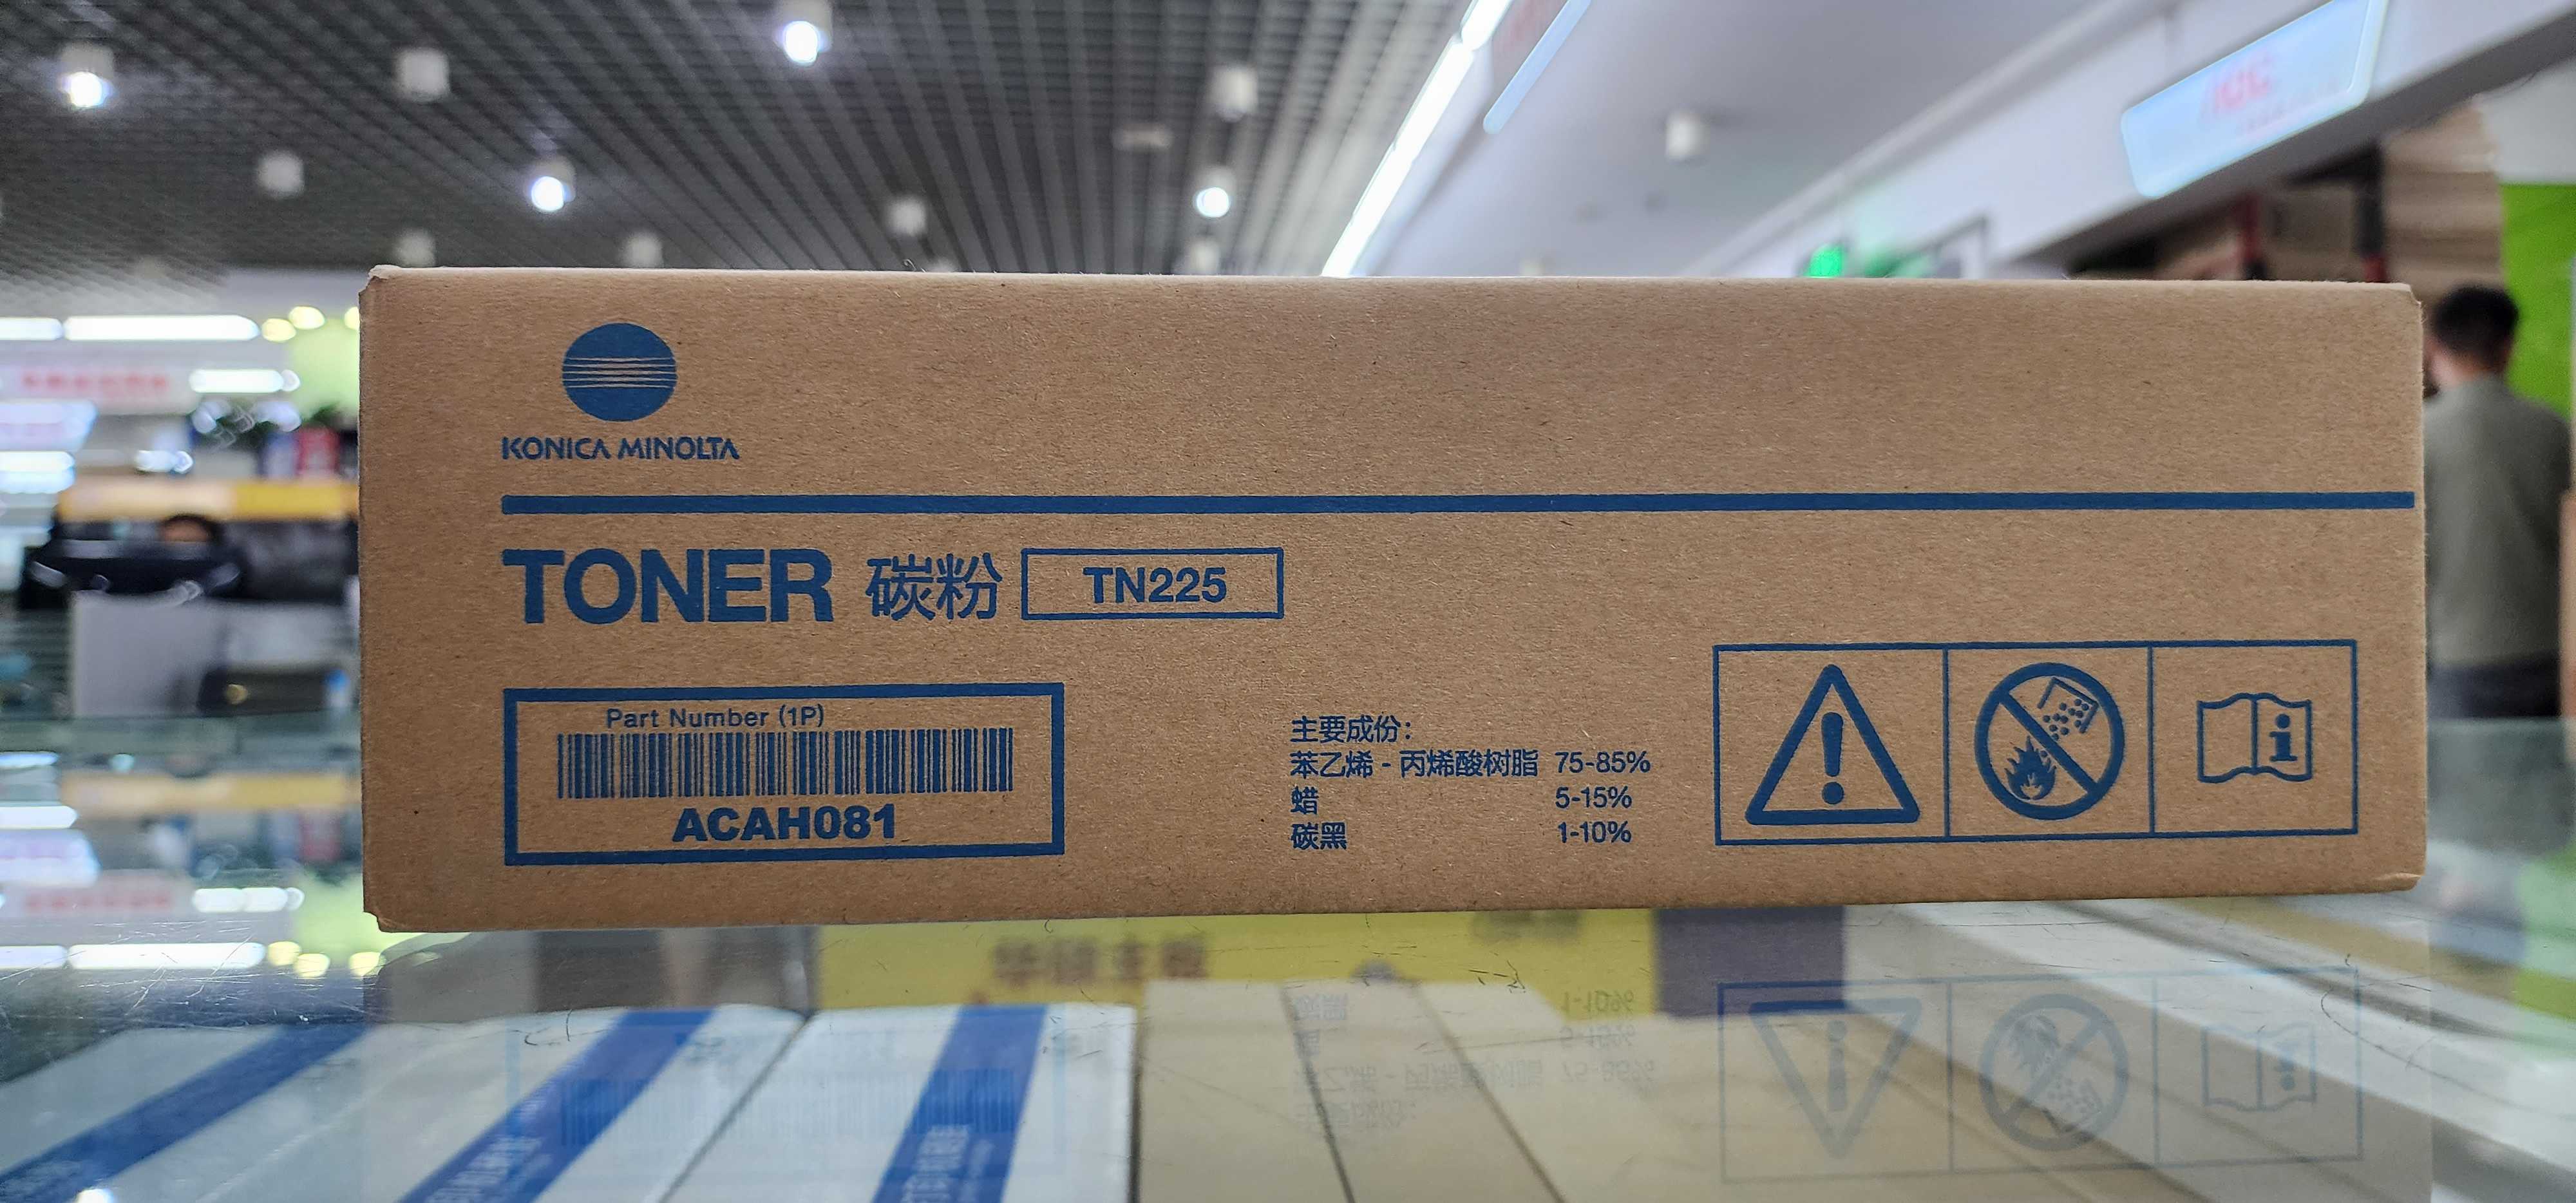 KONICA MINOLTA
TONER 碳粉 TN225
Part Number (1P)
ACAH081
主要成份：
苯乙烯 - 丙烯酸树脂 75-85%
蜡 5-15%
碳黑 1-10%